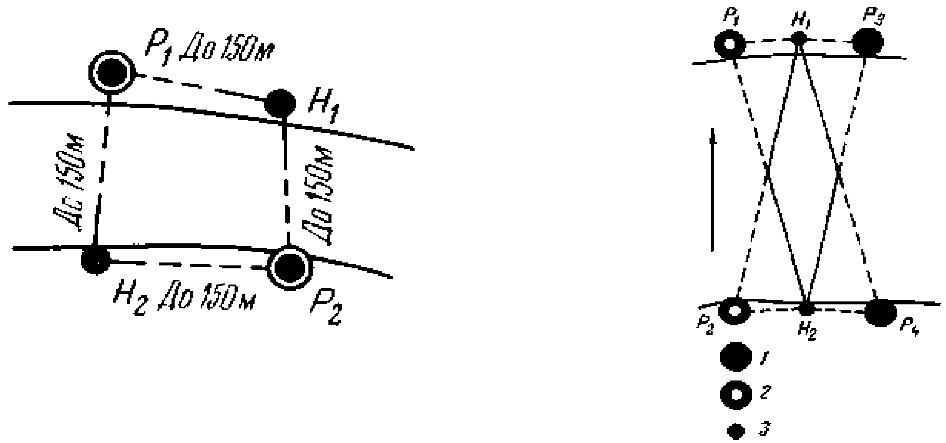 P₁ До 150м
H₁
Дс 150м
До 150м
H₂ До 150м
P₂
P₁ H₁ P₃
P₂ H₂ P₄
1
2
3